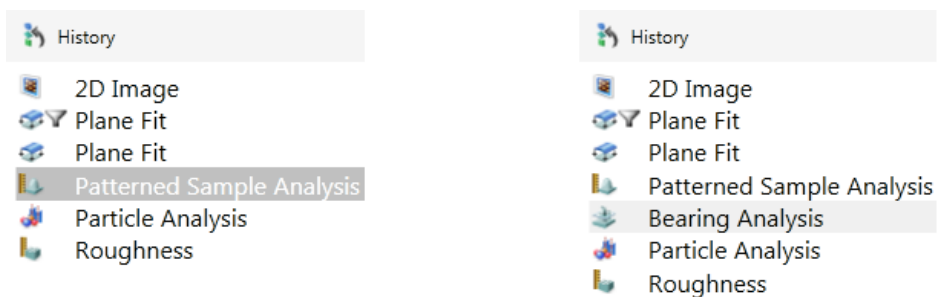 History
2D Image
Plane Fit
Plane Fit
Patterned Sample Analysis
Particle Analysis
Roughness
History
2D Image
Plane Fit
Plane Fit
Patterned Sample Analysis
Bearing Analysis
Particle Analysis
Roughness